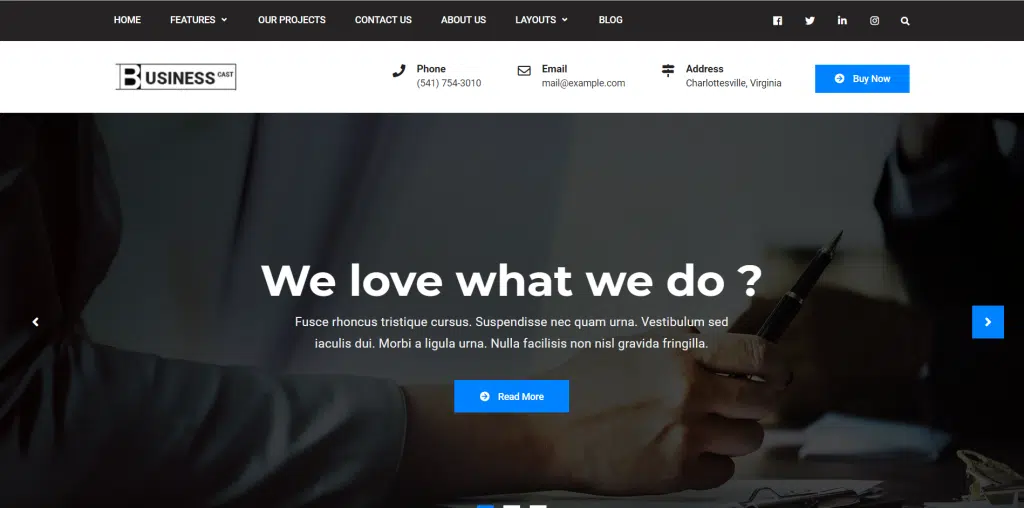 HOME FEATURES OUR PROJECTS CONTACT US ABOUT US LAYOUTS BLOG
BUSINESS CAST
Phone
(541) 754-3010
Email
mail@example.com
Address
Charlottesville, Virginia
Buy Now
We love what we do ?
Fusce rhoncus tristique cursus. Suspendisse nec quam urna. Vestibulum sed
iaculis dui. Morbi a ligula urna. Nulla facilisis non nisl gravida fringilla.
Read More